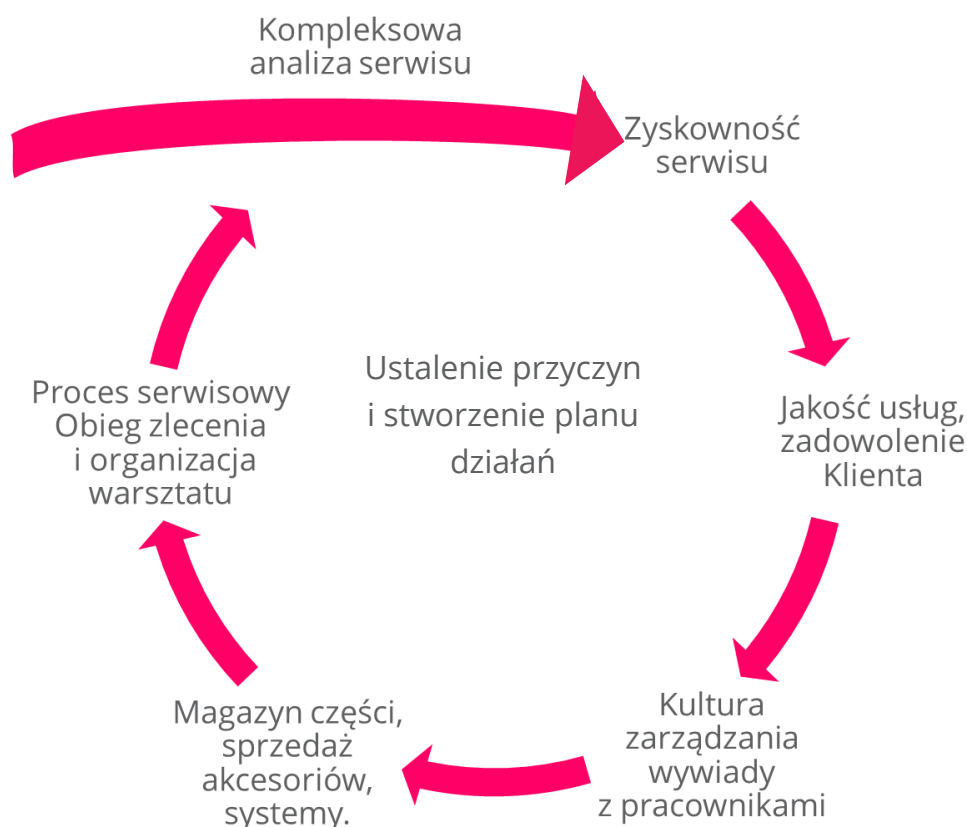 Kompleksowa
analiza serwisu
Zyskowność
serwisu
Jakość usług,
zadowolenie
Klienta
Kultura
zarządzania
wywiady
z pracownikami
Magazyn części,
sprzedaż
akcesoriów,
systemy.
Proces serwisowy
Obieg zlecenia
i organizacja
warsztatu
Ustalenie przyczyn
i stworzenie planu
działań